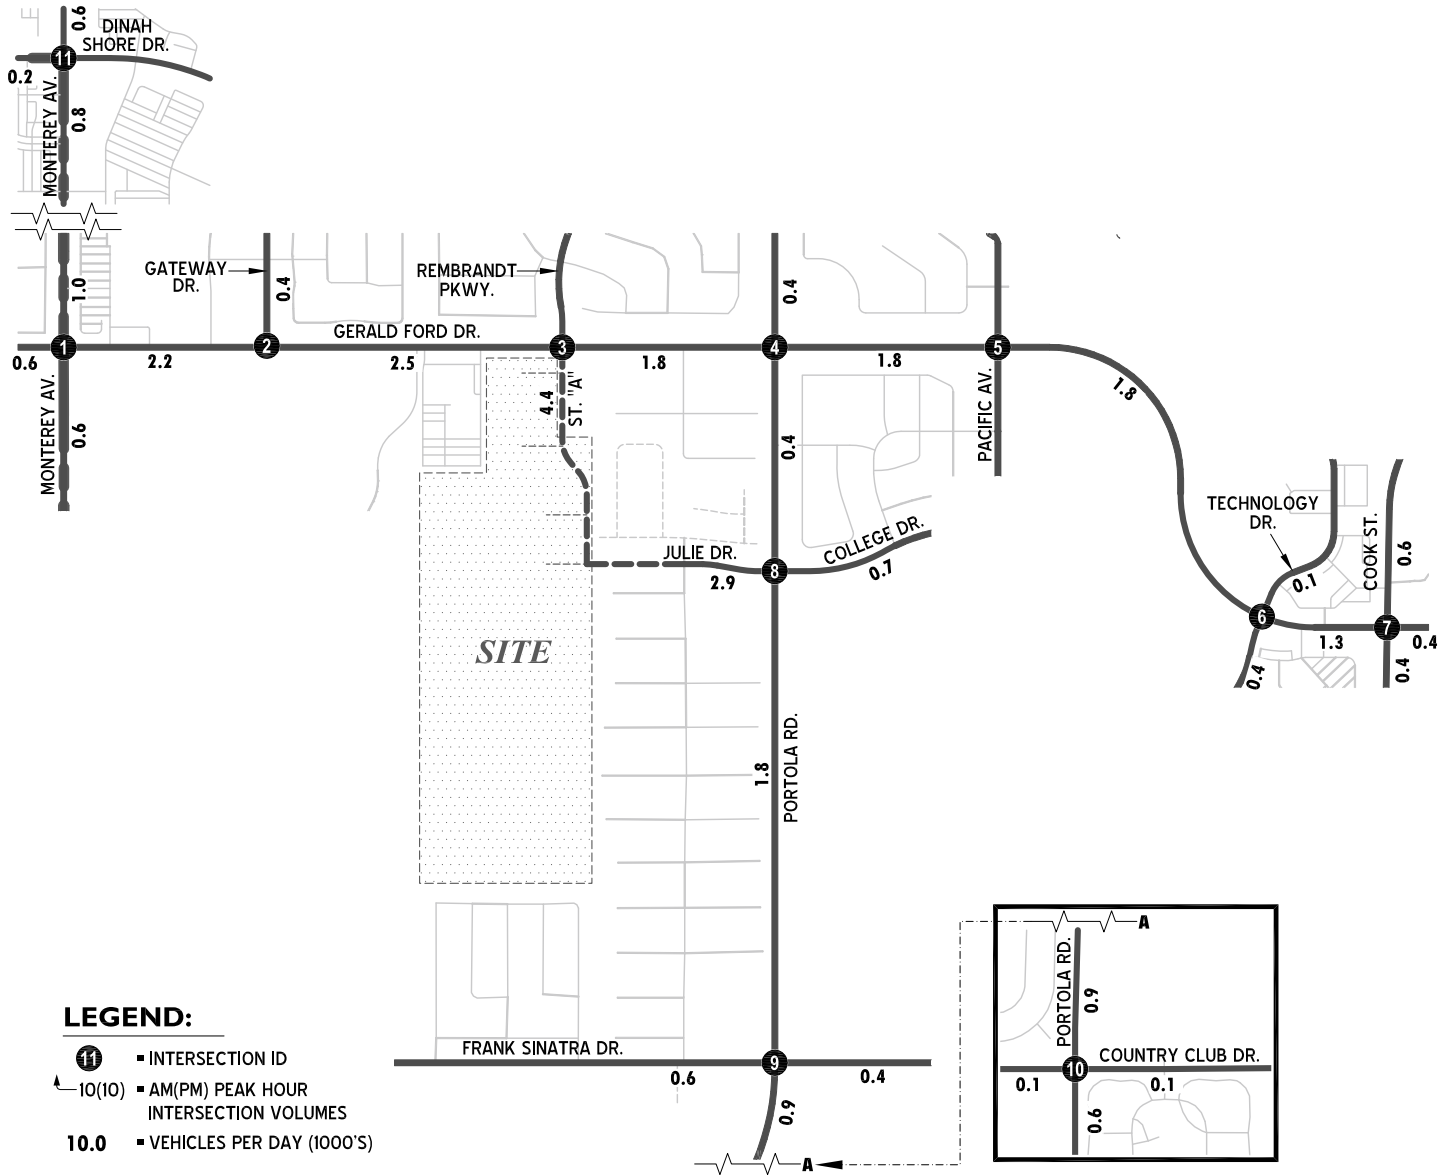 0.6
DINAH
SHORE DR.
11
0.2
MONTEREY AV.
0.8
1.0
GATEWAY
DR.
0.4
REMBRANDT
PKWY.
0.4
GERALD FORD DR.
1
2
3
4
5
0.6
2.2
2.5
1.8
1.8
1.8
MONTEREY AV.
0.6
4.4
ST. "A"
0.4
PACIFIC AV.
TECHNOLOGY
DR.
0.1
COOK ST.
0.6
JULIE DR.
2.9
8
COLLEGE DR.
0.7
6
7
1.3
0.4
0.4
0.4
SITE
1.8
PORTOLA RD.
FRANK SINATRA DR.
9
0.6
0.4
0.9
A
A
PORTOLA RD.
0.9
COUNTRY CLUB DR.
10
0.1
0.1
0.6
LEGEND:
11 = INTERSECTION ID
10(10) = AM(PM) PEAK HOUR
INTERSECTION VOLUMES
10.0 = VEHICLES PER DAY (1000'S)